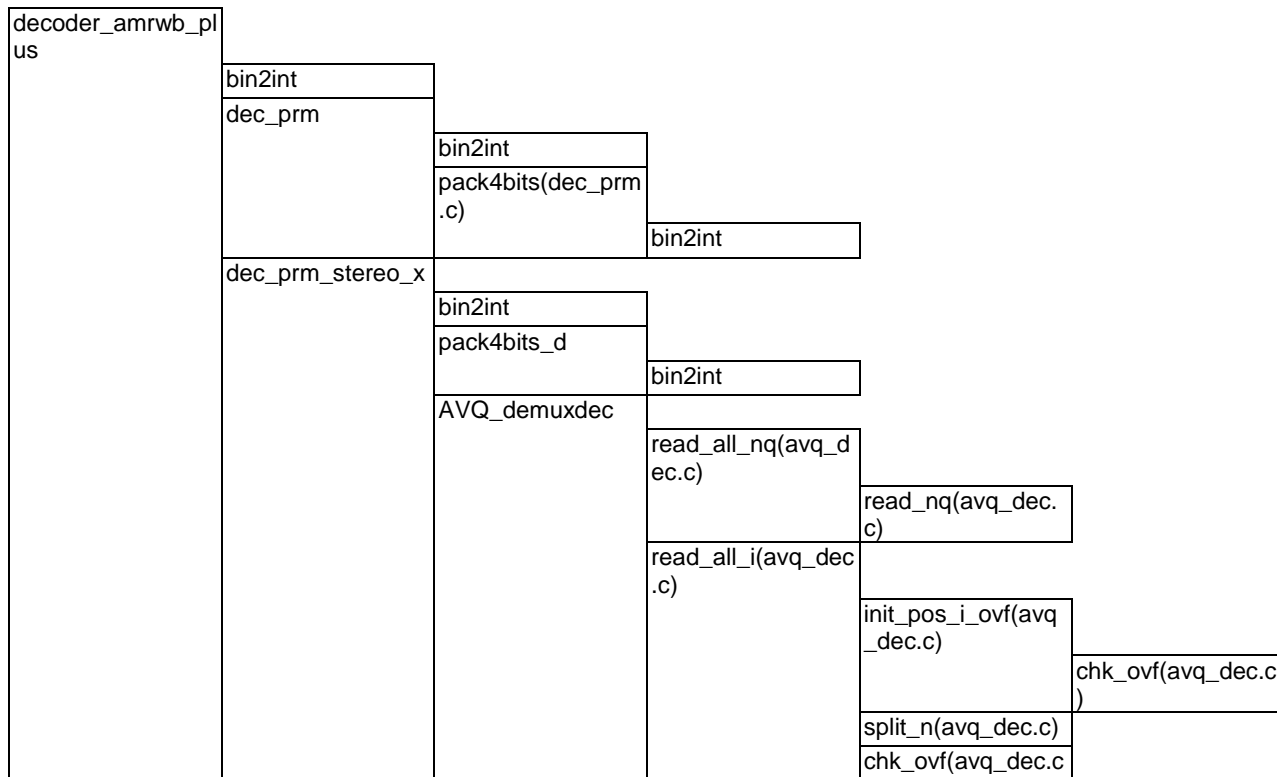 decoder_amrwb_pl
us
bin2int
dec_prm
bin2int
pack4bits(dec_prm
.c)
bin2int
dec_prm_stereo_x
bin2int
pack4bits_d
bin2int
AVQ_demuxdec
read_all_nq(avq_d
ec.c)
read_nq(avq_dec.
c)
read_all_i(avq_dec
.c)
init_pos_i_ovf(avq
_dec.c)
chk_ovf(avq_dec.c
)
split_n(avq_dec.c)
chk_ovf(avq_dec.c